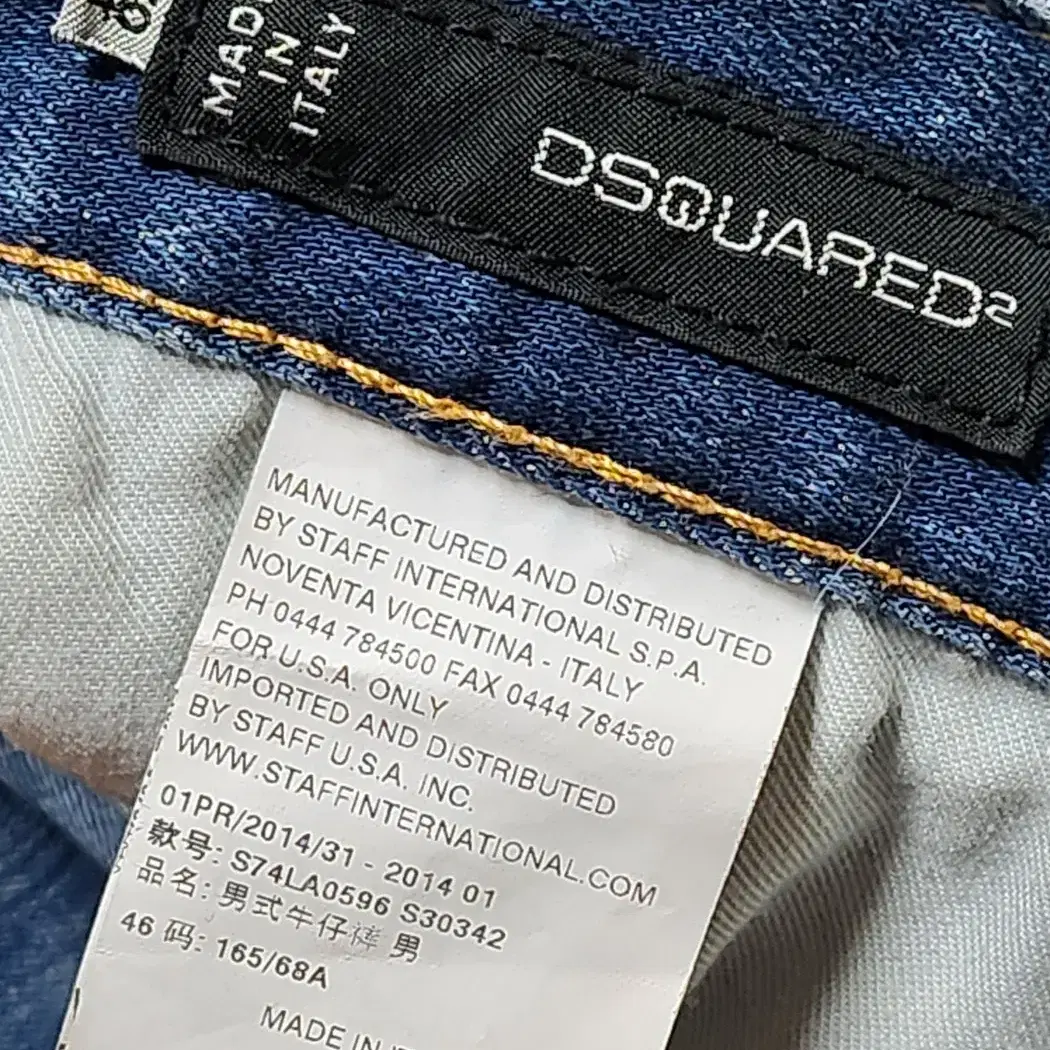 MADE
IN
ITALY
DSQUARED²
MANUFACTURED AND DISTRIBUTED
BY STAFF INTERNATIONAL S.P.A.
NOVENTA VICENTINA - ITALY
PH 0444 784500 FAX 0444 784580
FOR U.S.A. ONLY
IMPORTED AND DISTRIBUTED
BY STAFF U.S.A. INC.
WWW.STAFFINTERNATIONAL.COM
01PR/2014/31 - 2014 01
款号: S74LA0596 S30342
品名: 男式牛仔裤 男
46 码: 165/68A
MADE IN